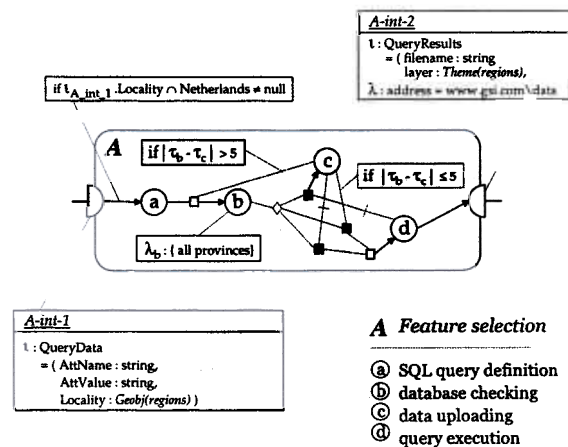 A-int-2
ι : QueryResults
= ( filename : string
layer : Theme(regions),
λ : address = www.gsi.com\data
if ι A_int_1 .Locality ∩ Netherlands ≠ null
A
if | τb - τc | > 5
c
if | τb - τc | ≤ 5
a
b
d
λb : { all provinces}
A-int-1
ι : QueryData
= ( AttName : string,
AttValue : string,
Locality : Geobj(regions) )
A Feature selection
a SQL query definition
b database checking
c data uploading
d query execution